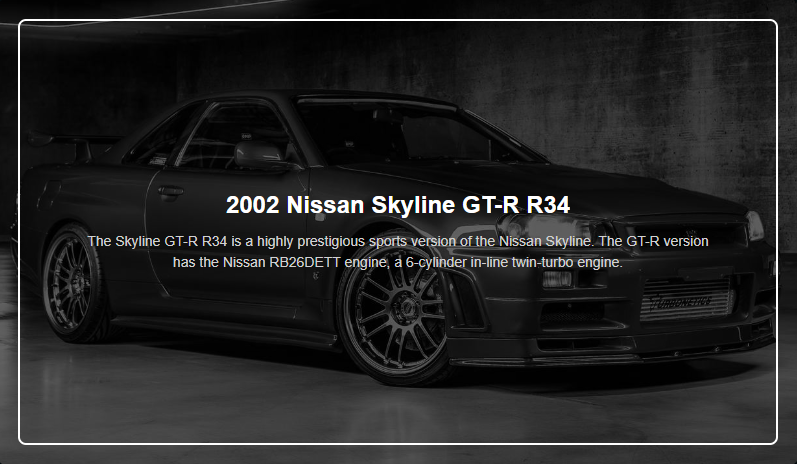 2002 Nissan Skyline GT-R R34
The Skyline GT-R R34 is a highly prestigious sports version of the Nissan Skyline. The GT-R version
has the Nissan RB26DETT engine, a 6-cylinder in-line twin-turbo engine.
TURBONETICS